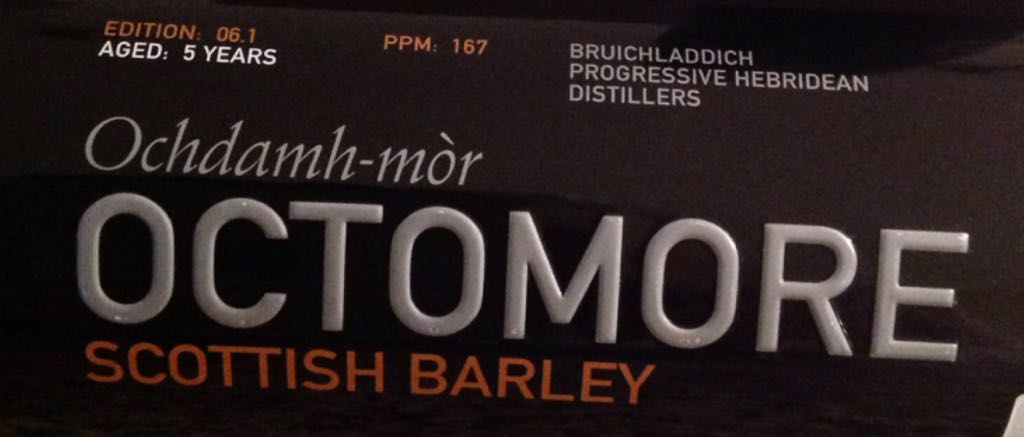 EDITION: 06.1
AGED: 5 YEARS
PPM: 167
BRUICHLADDICH
PROGRESSIVE HEBRIDEAN
DISTILLERS
Ochdamh-mòr
OCTOMORE
SCOTTISH BARLEY